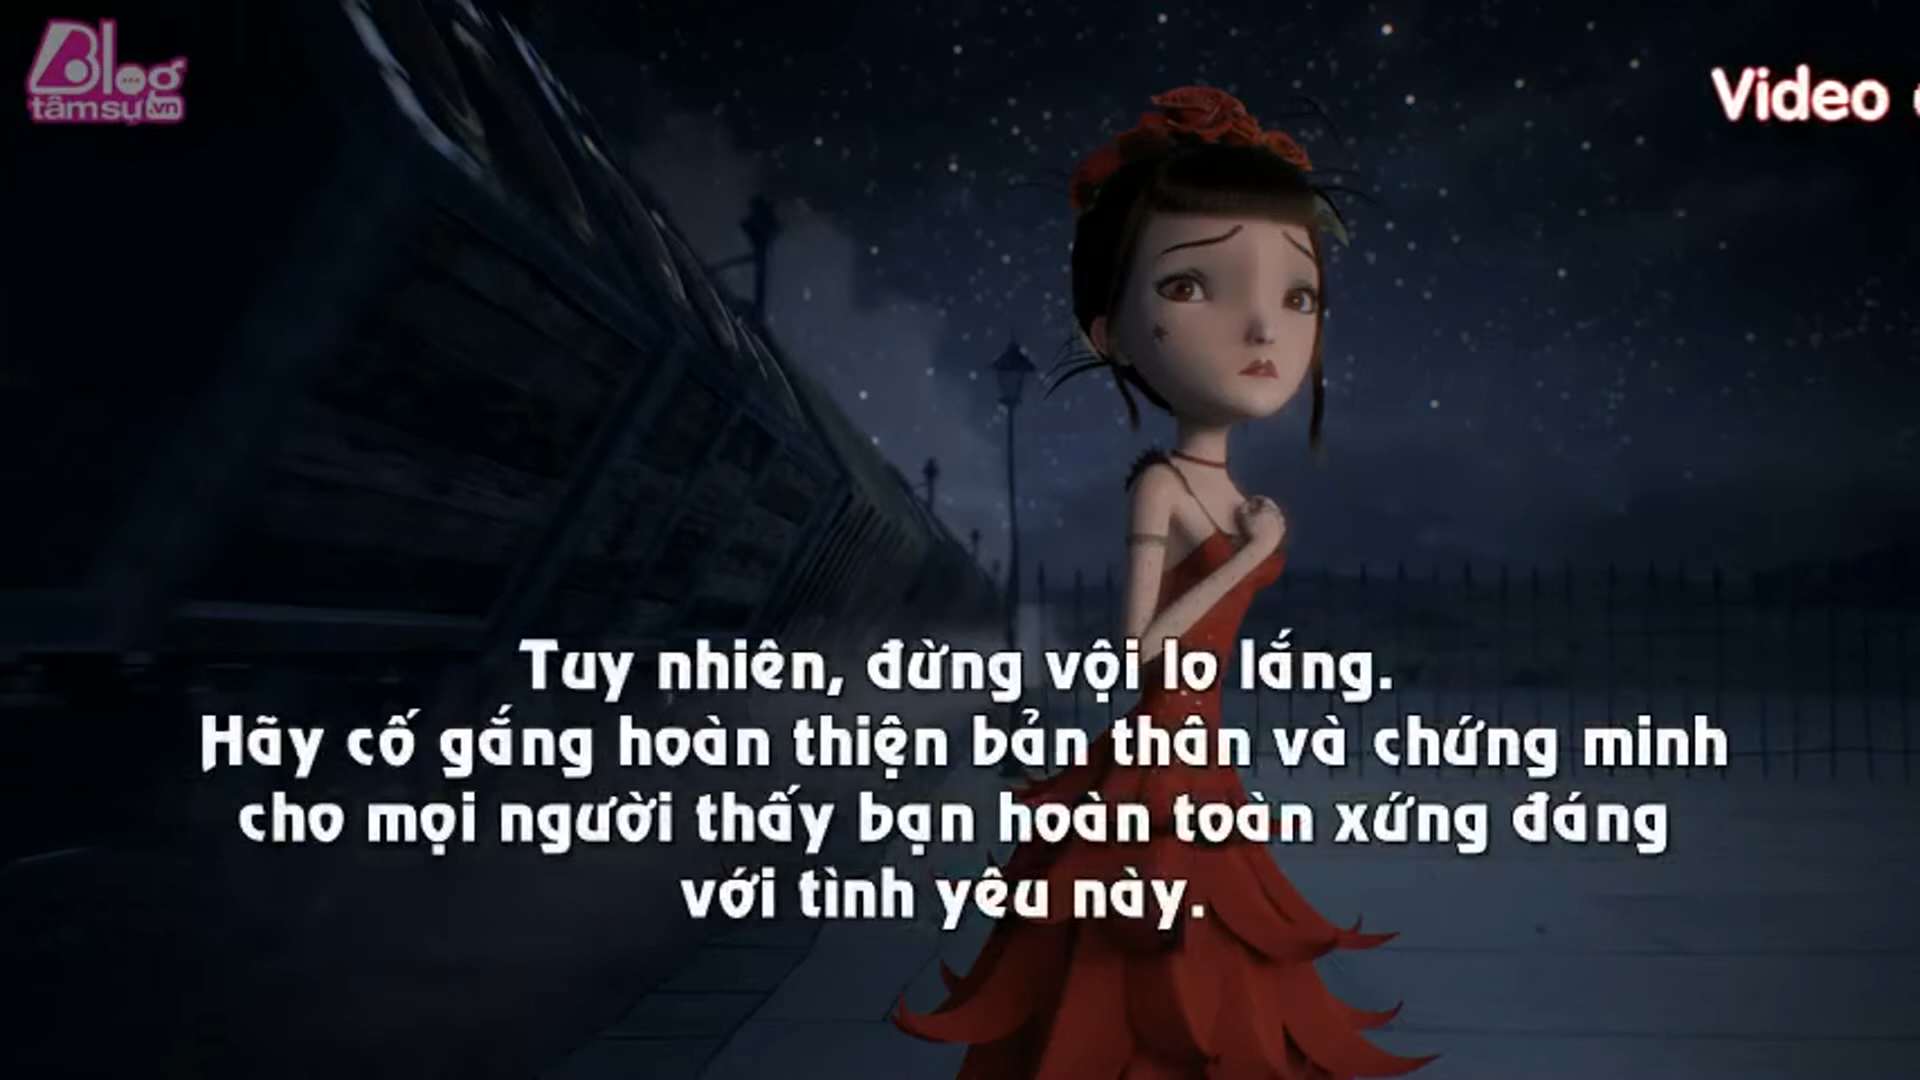 Blog
tâmsự.vn
Video
Tuy nhiên, đừng vội lo lắng.
Hãy cố gắng hoàn thiện bản thân và chứng minh
cho mọi người thấy bạn hoàn toàn xứng đáng
với tình yêu này.